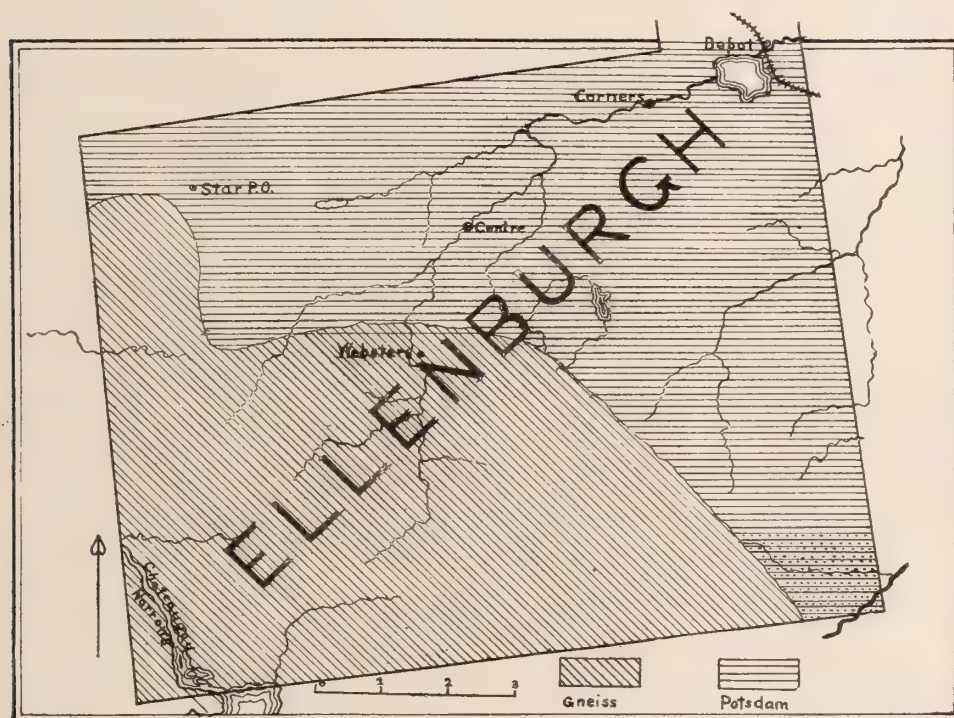 Depot
Corners
Star P.O.
Centre
ELLENBURGH
Websters
Chateaugay
Narrows
0 1 2 3
Gneiss
Potsdam